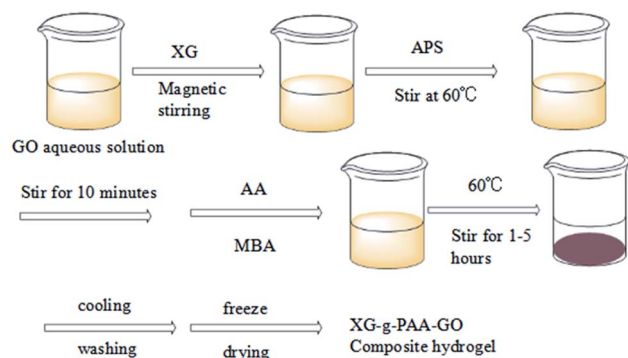 XG
Magnetic
stirring
APS
Stir at 60℃
GO aqueous solution
Stir for 10 minutes
AA
MBA
60℃
Stir for 1-5
hours
cooling
washing
freeze
drying
XG-g-PAA-GO
Composite hydrogel